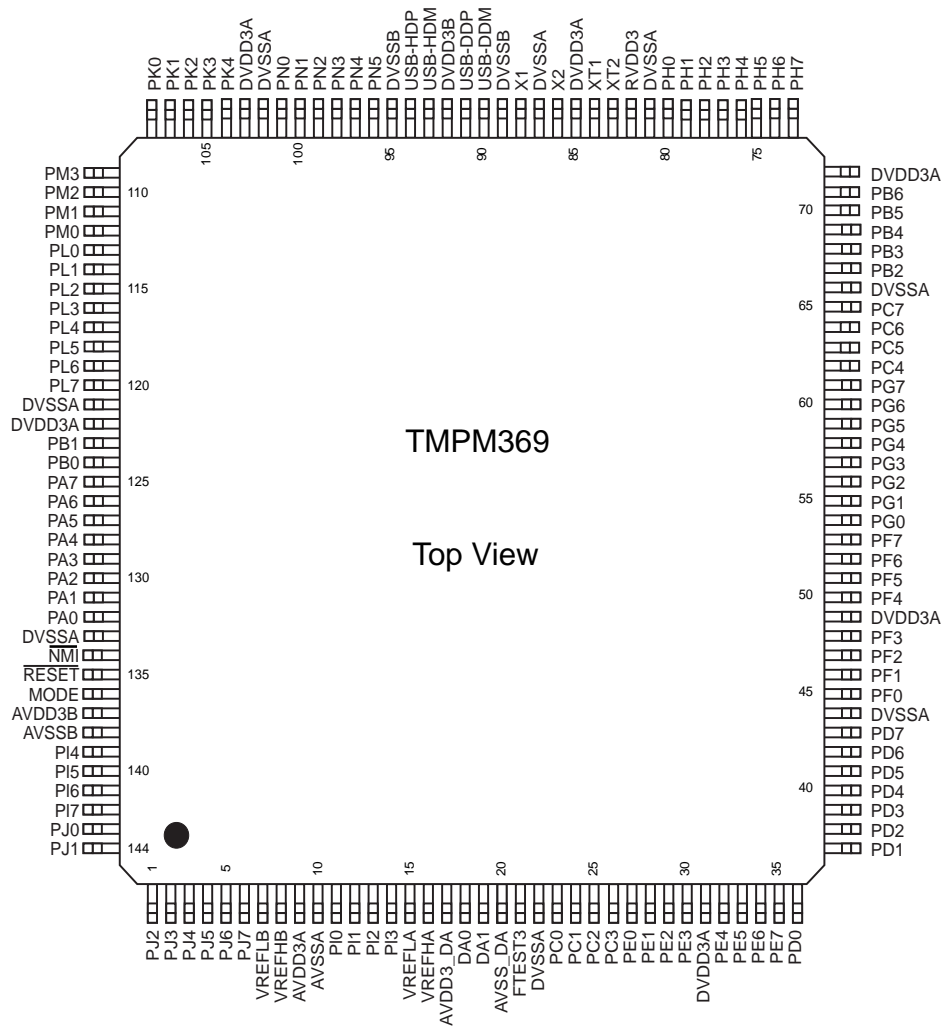 PK0
PK1
PK2
PK3
PK4
DVDD3A
DVSSA
PN0
PN1
PN2
PN3
PN4
PN5
DVSSB
USB-HDP
USB-HDM
DVDD3B
USB-DDP
USB-DDM
DVSSB
X1
DVSSA
X2
DVDD3A
XT1
XT2
RVDD3
DVSSA
PH0
PH1
PH2
PH3
PH4
PH5
PH6
PH7
105
100
95
90
85
80
75
PM3
PM2
PM1
PM0
PL0
PL1
PL2
PL3
PL4
PL5
PL6
PL7
DVSSA
DVDD3A
PB1
PB0
PA7
PA6
PA5
PA4
PA3
PA2
PA1
PA0
DVSSA
NMI
RESET
MODE
AVDD3B
AVSSB
PI4
PI5
PI6
PI7
PJ0
PJ1
110
115
120
125
130
135
140
144
TMPM369
Top View
70
65
60
55
50
45
40
DVDD3A
PB6
PB5
PB4
PB3
PB2
DVSSA
PC7
PC6
PC5
PC4
PG7
PG6
PG5
PG4
PG3
PG2
PG1
PG0
PF7
PF6
PF5
PF4
DVDD3A
PF3
PF2
PF1
PF0
DVSSA
PD7
PD6
PD5
PD4
PD3
PD2
PD1
1
5
10
15
20
25
30
35
PJ2
PJ3
PJ4
PJ5
PJ6
PJ7
VREFLB
VREFHB
AVDD3A
AVSSA
PI0
PI1
PI2
PI3
VREFLA
VREFHA
AVDD3_DA
DA0
DA1
AVSS_DA
FTEST3
DVSSA
PC0
PC1
PC2
PC3
PE0
PE1
PE2
PE3
DVDD3A
PE4
PE5
PE6
PE7
PD0